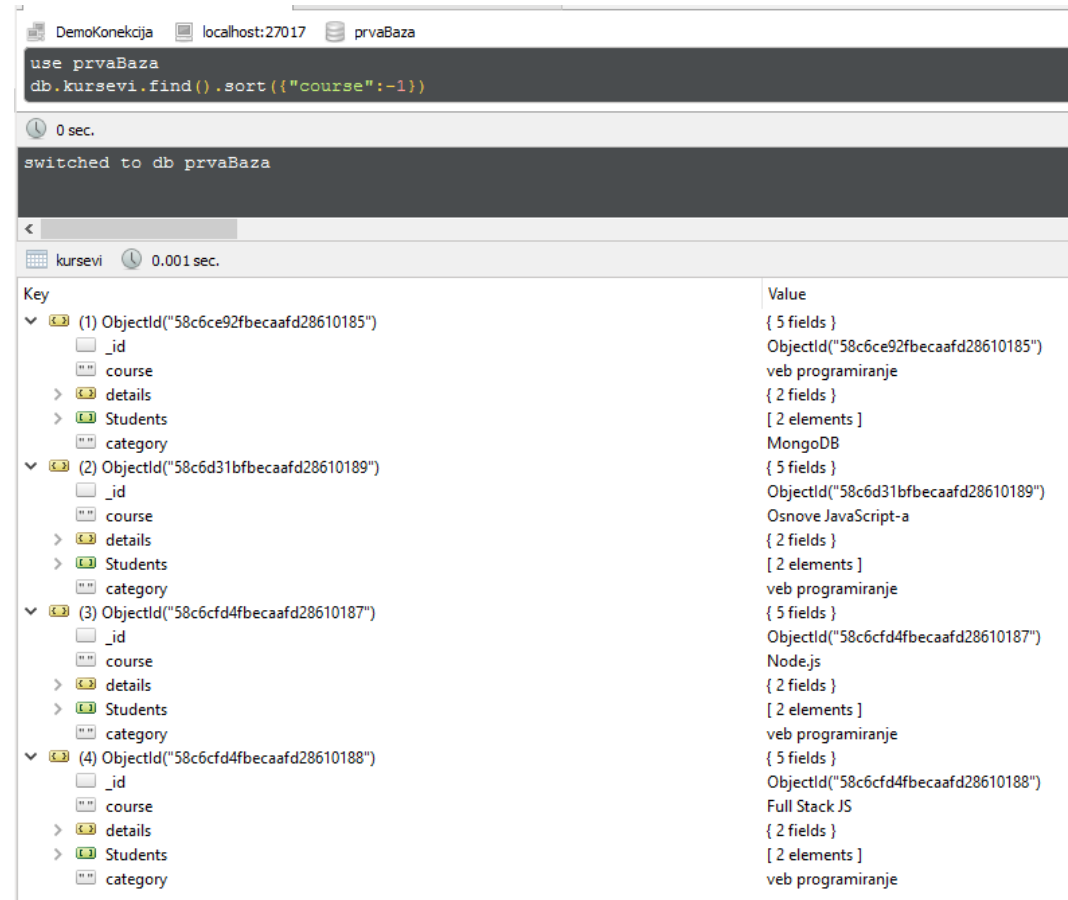 DemoKonekcija localhost:27017 prvaBaza
use prvaBaza
db.kursevi.find().sort({"course":-1})
0 sec.
switched to db prvaBaza
kursevi 0.001 sec.
Key Value
(1) ObjectId("58c6ce92fbecaafd28610185") { 5 fields }
_id ObjectId("58c6ce92fbecaafd28610185")
course veb programiranje
details { 2 fields }
Students [ 2 elements ]
category MongoDB
(2) ObjectId("58c6d31bfbecaafd28610189") { 5 fields }
_id ObjectId("58c6d31bfbecaafd28610189")
course Osnove JavaScript-a
details { 2 fields }
Students [ 2 elements ]
category veb programiranje
(3) ObjectId("58c6cfd4fbecaafd28610187") { 5 fields }
_id ObjectId("58c6cfd4fbecaafd28610187")
course Node.js
details { 2 fields }
Students [ 2 elements ]
category veb programiranje
(4) ObjectId("58c6cfd4fbecaafd28610188") { 5 fields }
_id ObjectId("58c6cfd4fbecaafd28610188")
course Full Stack JS
details { 2 fields }
Students [ 2 elements ]
category veb programiranje